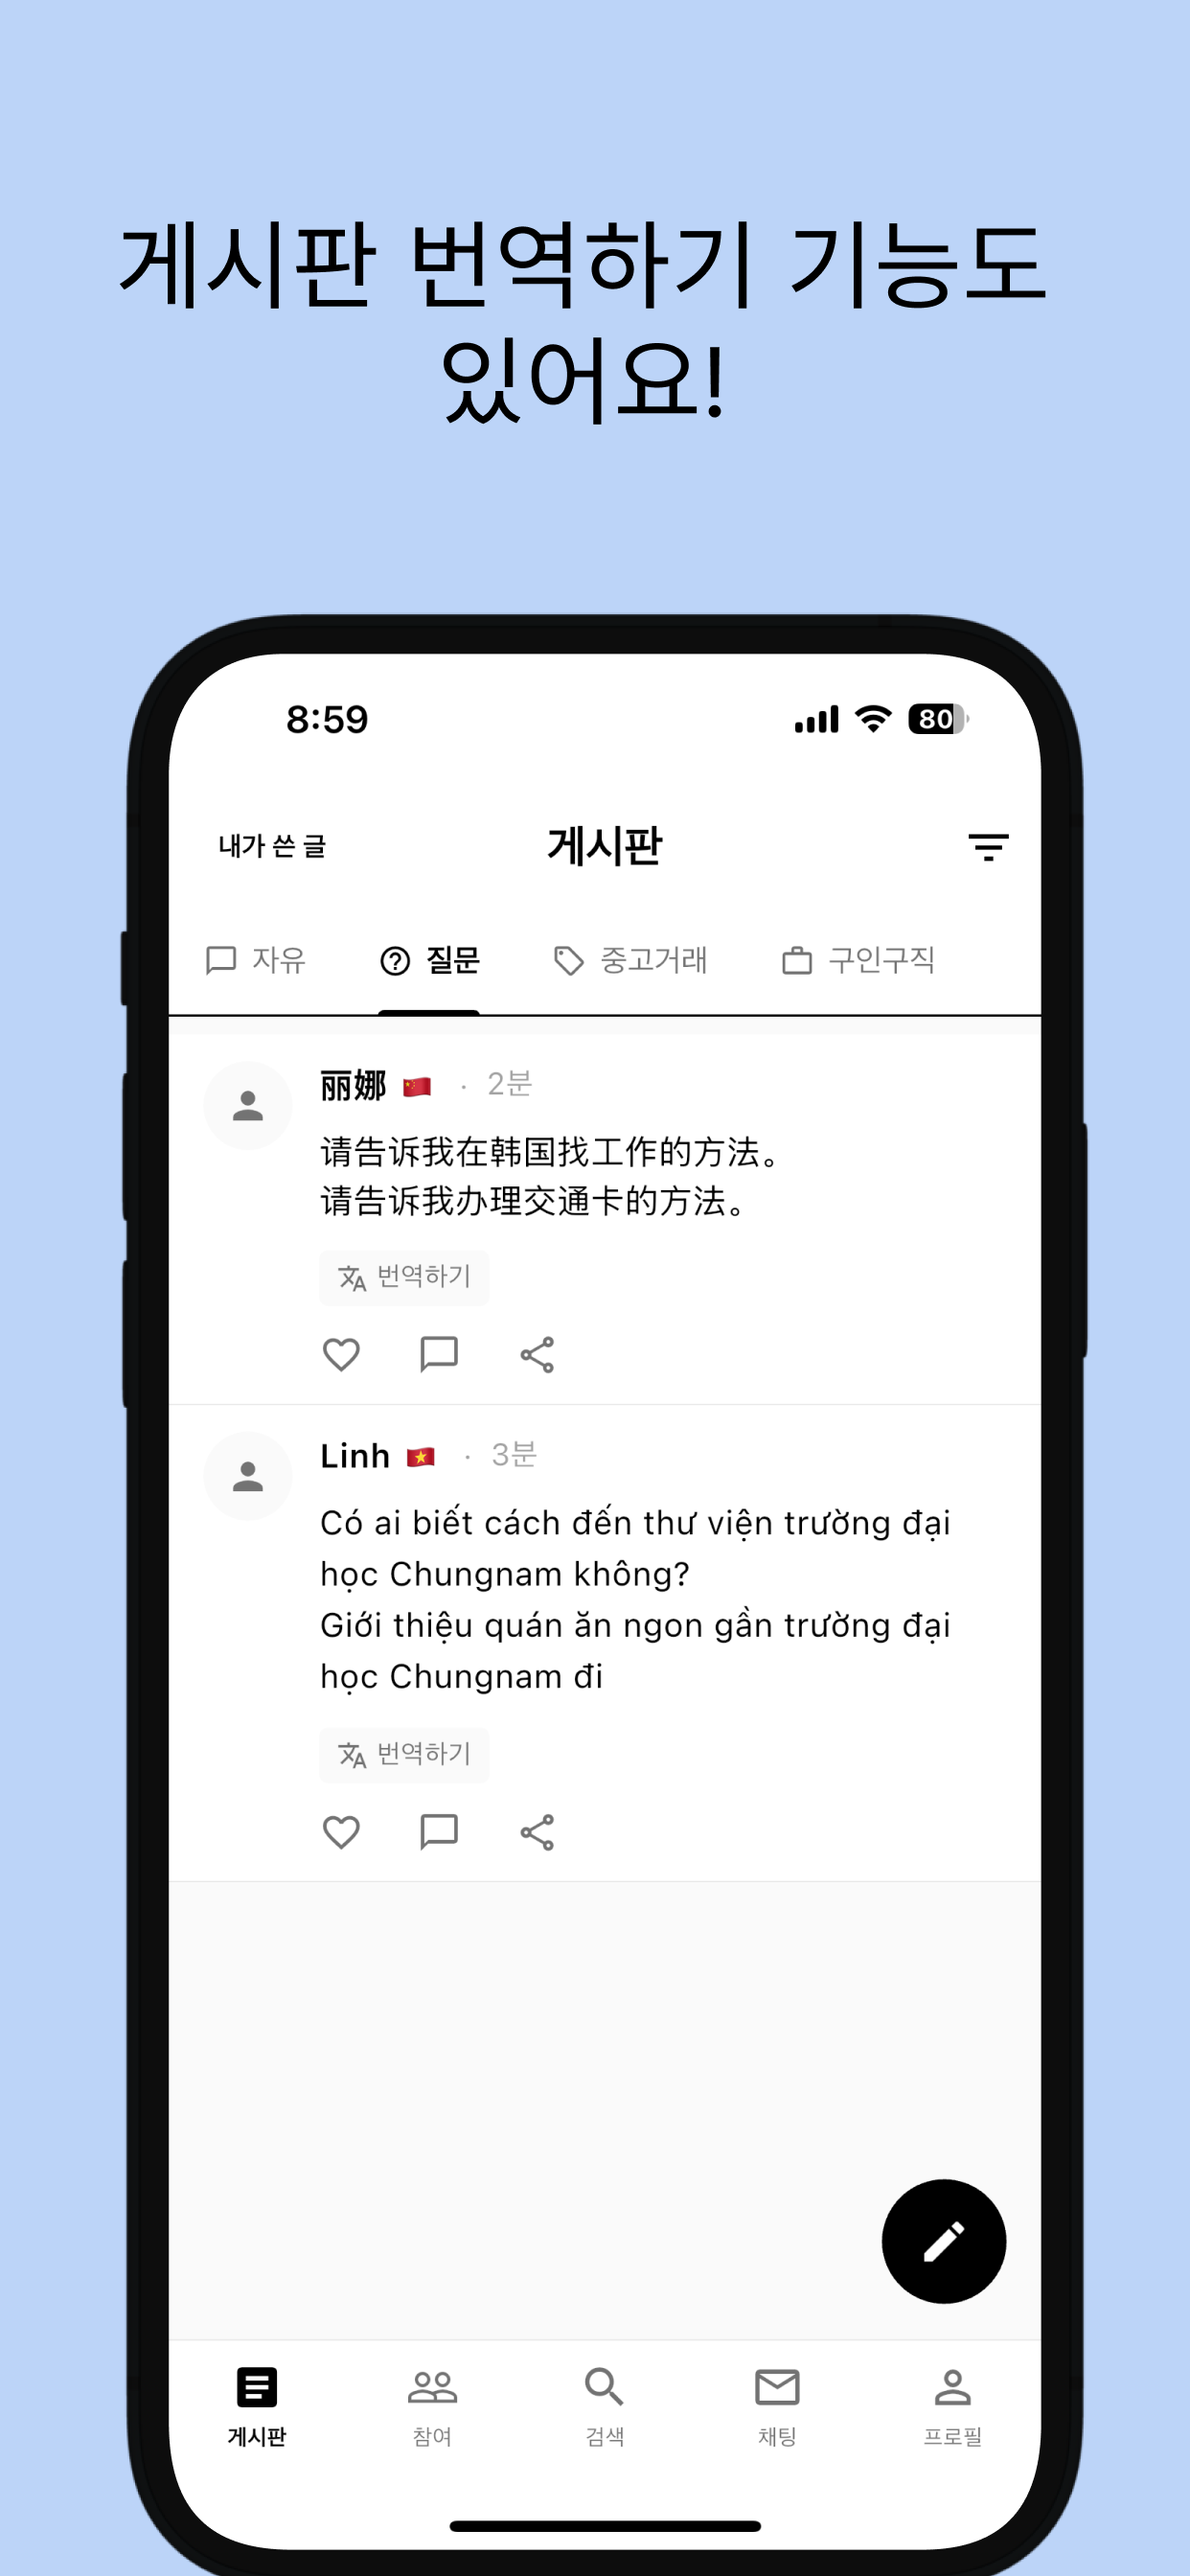 게시판 번역하기 기능도
있어요!
8:59
80
내가 쓴 글
게시판
자유
질문
중고거래
구인구직
丽娜 🇨🇳 · 2분
请告诉我在韩国找工作的方法。
请告诉我办理交通卡的方法。
번역하기
Linh 🇻🇳 · 3분
Có ai biết cách đến thư viện trường đại
học Chungnam không?
Giới thiệu quán ăn ngon gần trường đại
học Chungnam đi
번역하기
게시판
참여
검색
채팅
프로필